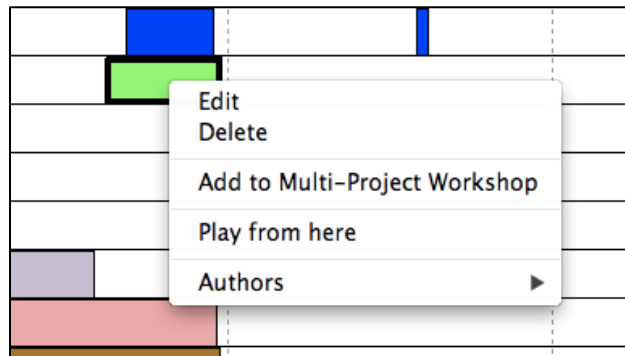 Edit
Delete
Add to Multi-Project Workshop
Play from here
Authors